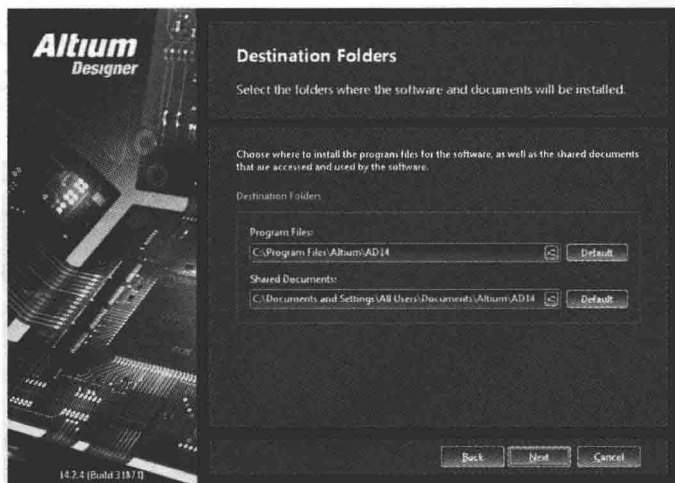 Altium
Designer
Destination Folders
Select the folders where the software and documents will be installed.
Choose where to install the program files for the software, as well as the shared documents
that are accessed and used by the software.
Destination Folders
Program Files:
C:\Program Files\Altium\AD14
Default
Shared Documents:
C:\Documents and Settings\All Users\Documents\Altium\AD14
Default
Back
Next
Cancel
14.2.4 (Build 31871)